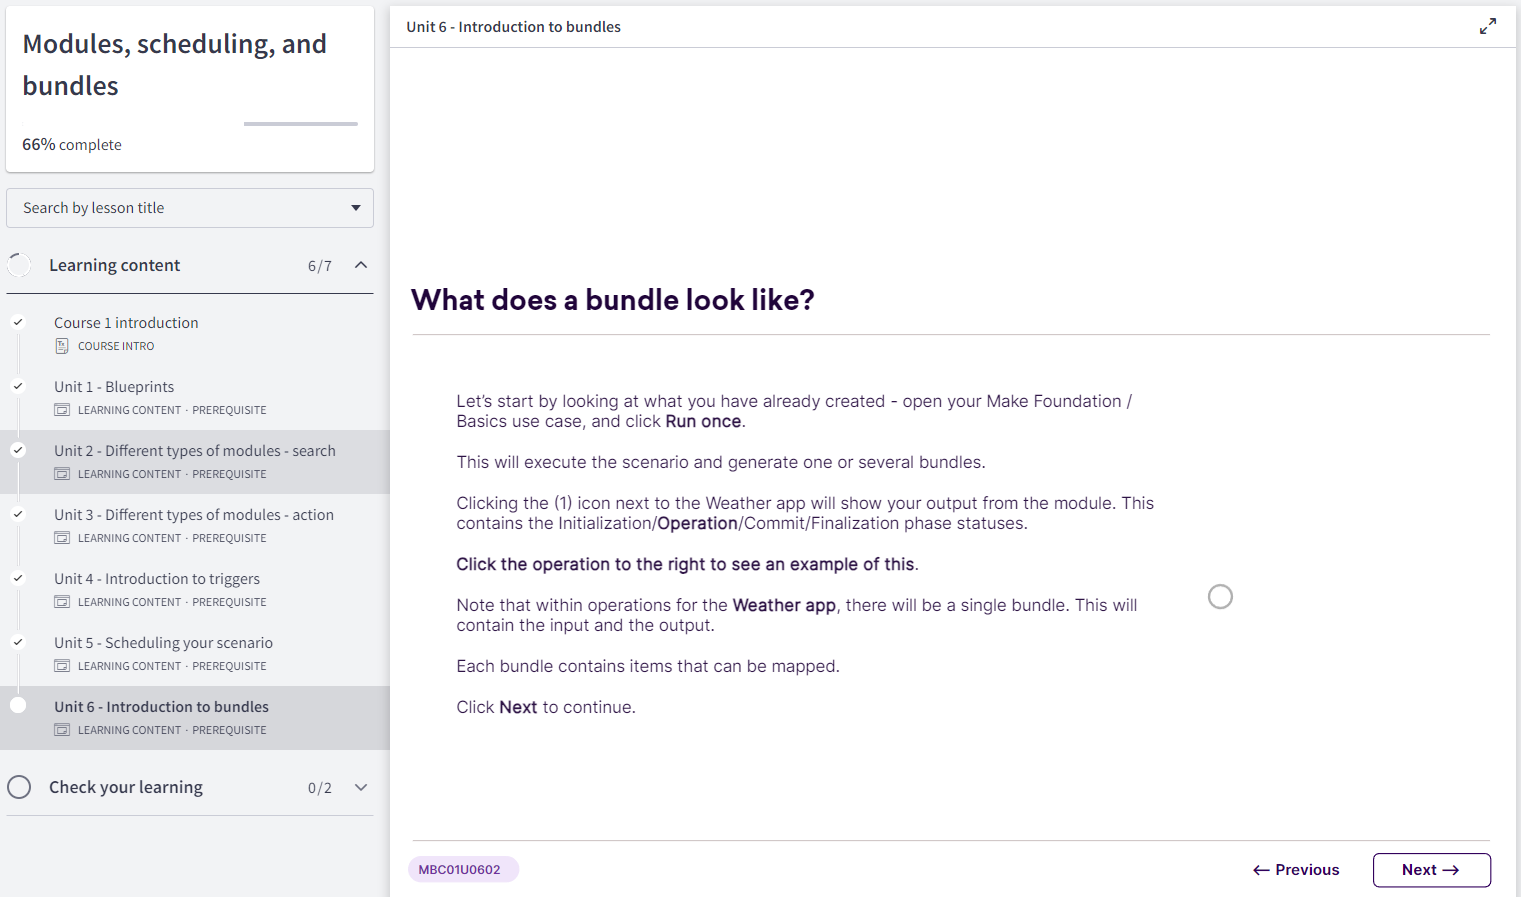 Modules, scheduling, and
bundles
66% complete
Search by lesson title
Learning content 6/7
Course 1 introduction
COURSE INTRO
Unit 1 - Blueprints
LEARNING CONTENT · PREREQUISITE
Unit 2 - Different types of modules - search
LEARNING CONTENT · PREREQUISITE
Unit 3 - Different types of modules - action
LEARNING CONTENT · PREREQUISITE
Unit 4 - Introduction to triggers
LEARNING CONTENT · PREREQUISITE
Unit 5 - Scheduling your scenario
LEARNING CONTENT · PREREQUISITE
Unit 6 - Introduction to bundles
LEARNING CONTENT · PREREQUISITE
Check your learning 0/2
Unit 6 - Introduction to bundles
What does a bundle look like?
Let's start by looking at what you have already created - open your Make Foundation /
Basics use case, and click Run once.
This will execute the scenario and generate one or several bundles.
Clicking the (1) icon next to the Weather app will show your output from the module. This
contains the Initialization/Operation/Commit/Finalization phase statuses.
Click the operation to the right to see an example of this.
Note that within operations for the Weather app, there will be a single bundle. This will
contain the input and the output.
Each bundle contains items that can be mapped.
Click Next to continue.
MBC01U0602
← Previous
Next →